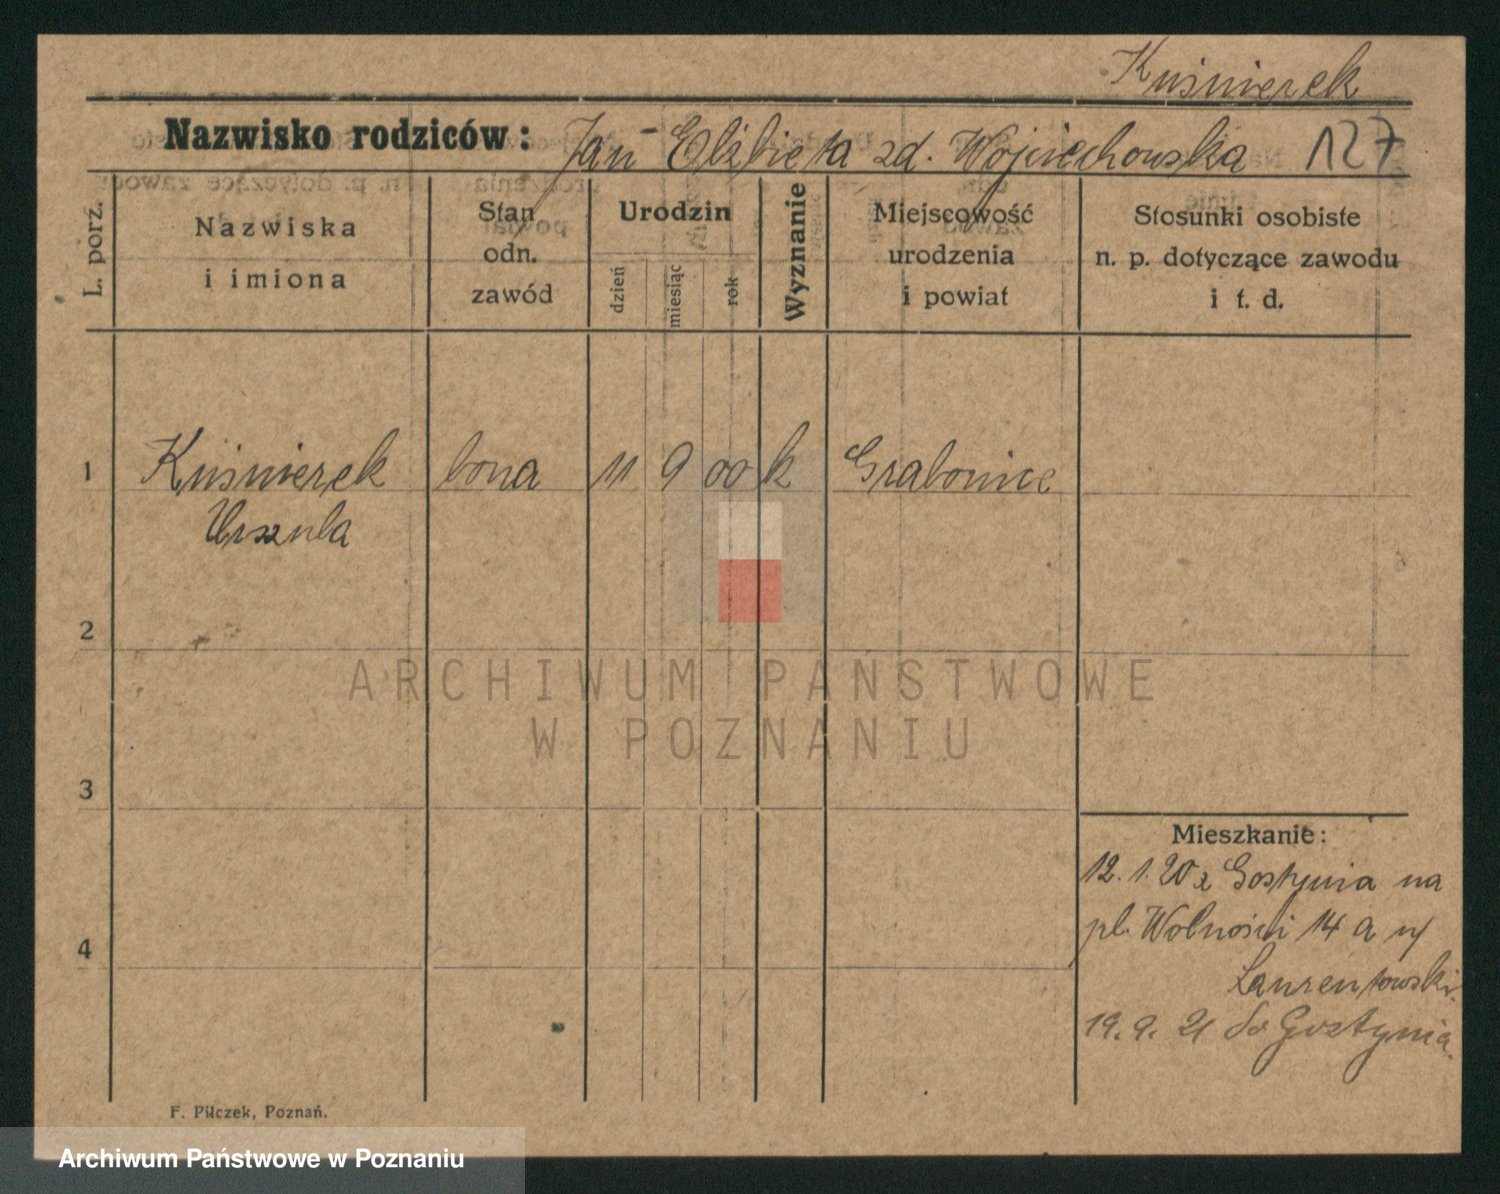 Kuśnierek
Nazwisko rodziców: Jan Elżbieta zd. Wojciechowska 127
L. porz.
Nazwiska
i imiona
Stan
odn.
zawód
Urodzin
dzień
miesiąc
rok
Wyznanie
Miejscowość
urodzenia
i powiat
Stosunki osobiste
n. p. dotyczące zawodu
i t. d.
1 Kuśnierek bona 11 9 00 k Grabonice
Urszula
2
ARCHIWUM PAŃSTWOWE
W POZNANIU
3
Mieszkanie:
12. 1. 20 z Gostynia na
pl. Wolności 14 a u/
4
Laurentowski.
19. 9. 21 do Gostynia.
F. Pilczek, Poznań.
Archiwum Państwowe w Poznaniu